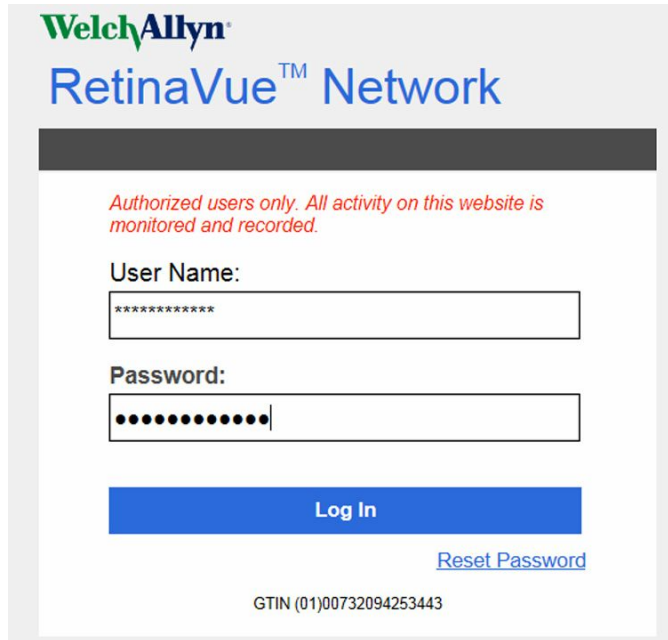 WelchAllyn®
RetinaVue™ Network
Authorized users only. All activity on this website is
monitored and recorded.
User Name:
************
Password:
●●●●●●●●●●●●
Log In
Reset Password
GTIN (01)00732094253443